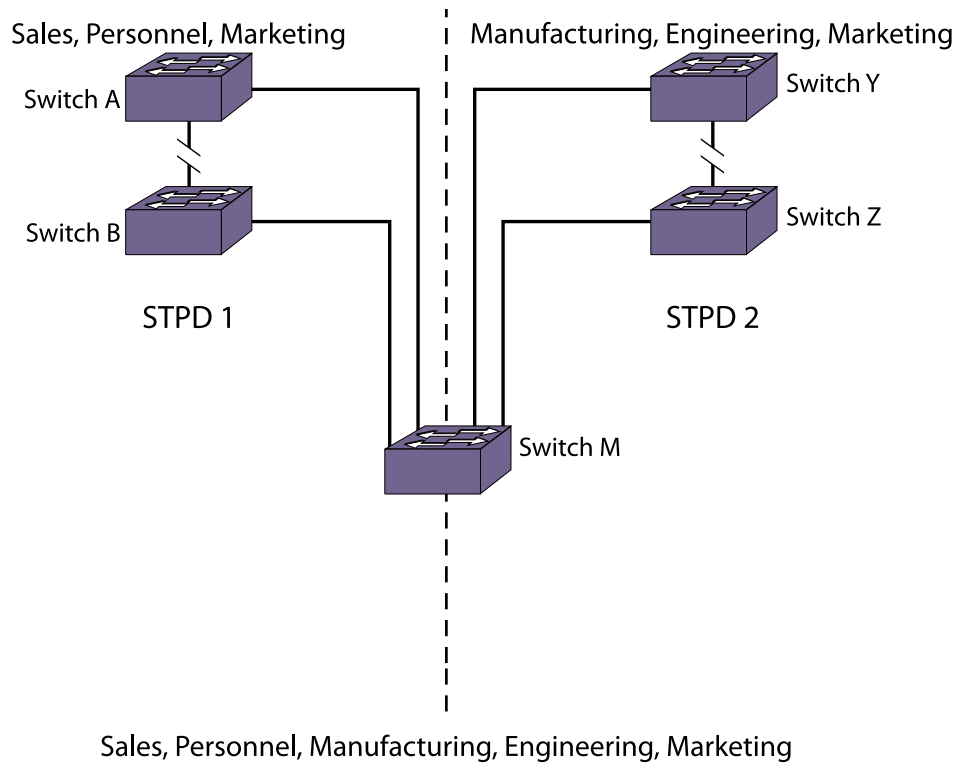 Sales, Personnel, Marketing
Manufacturing, Engineering, Marketing
Switch A
Switch Y
Switch B
Switch Z
STPD 1
STPD 2
Switch M
Sales, Personnel, Manufacturing, Engineering, Marketing